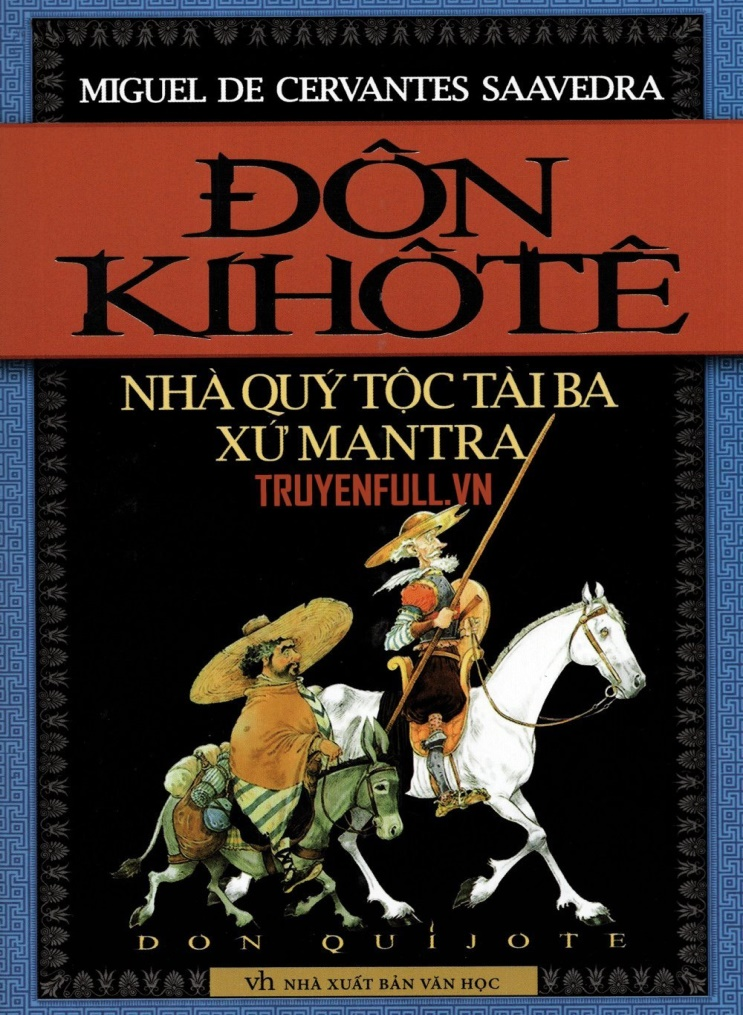 MIGUEL DE CERVANTES SAAVEDRA
ĐÔN
KIHÔTÊ
NHÀ QUÝ TỘC TÀI BA
XỨ MANTRA
TRUYENFULL.VN
DON QUIJOTE
vh NHÀ XUẤT BẢN VĂN HỌC